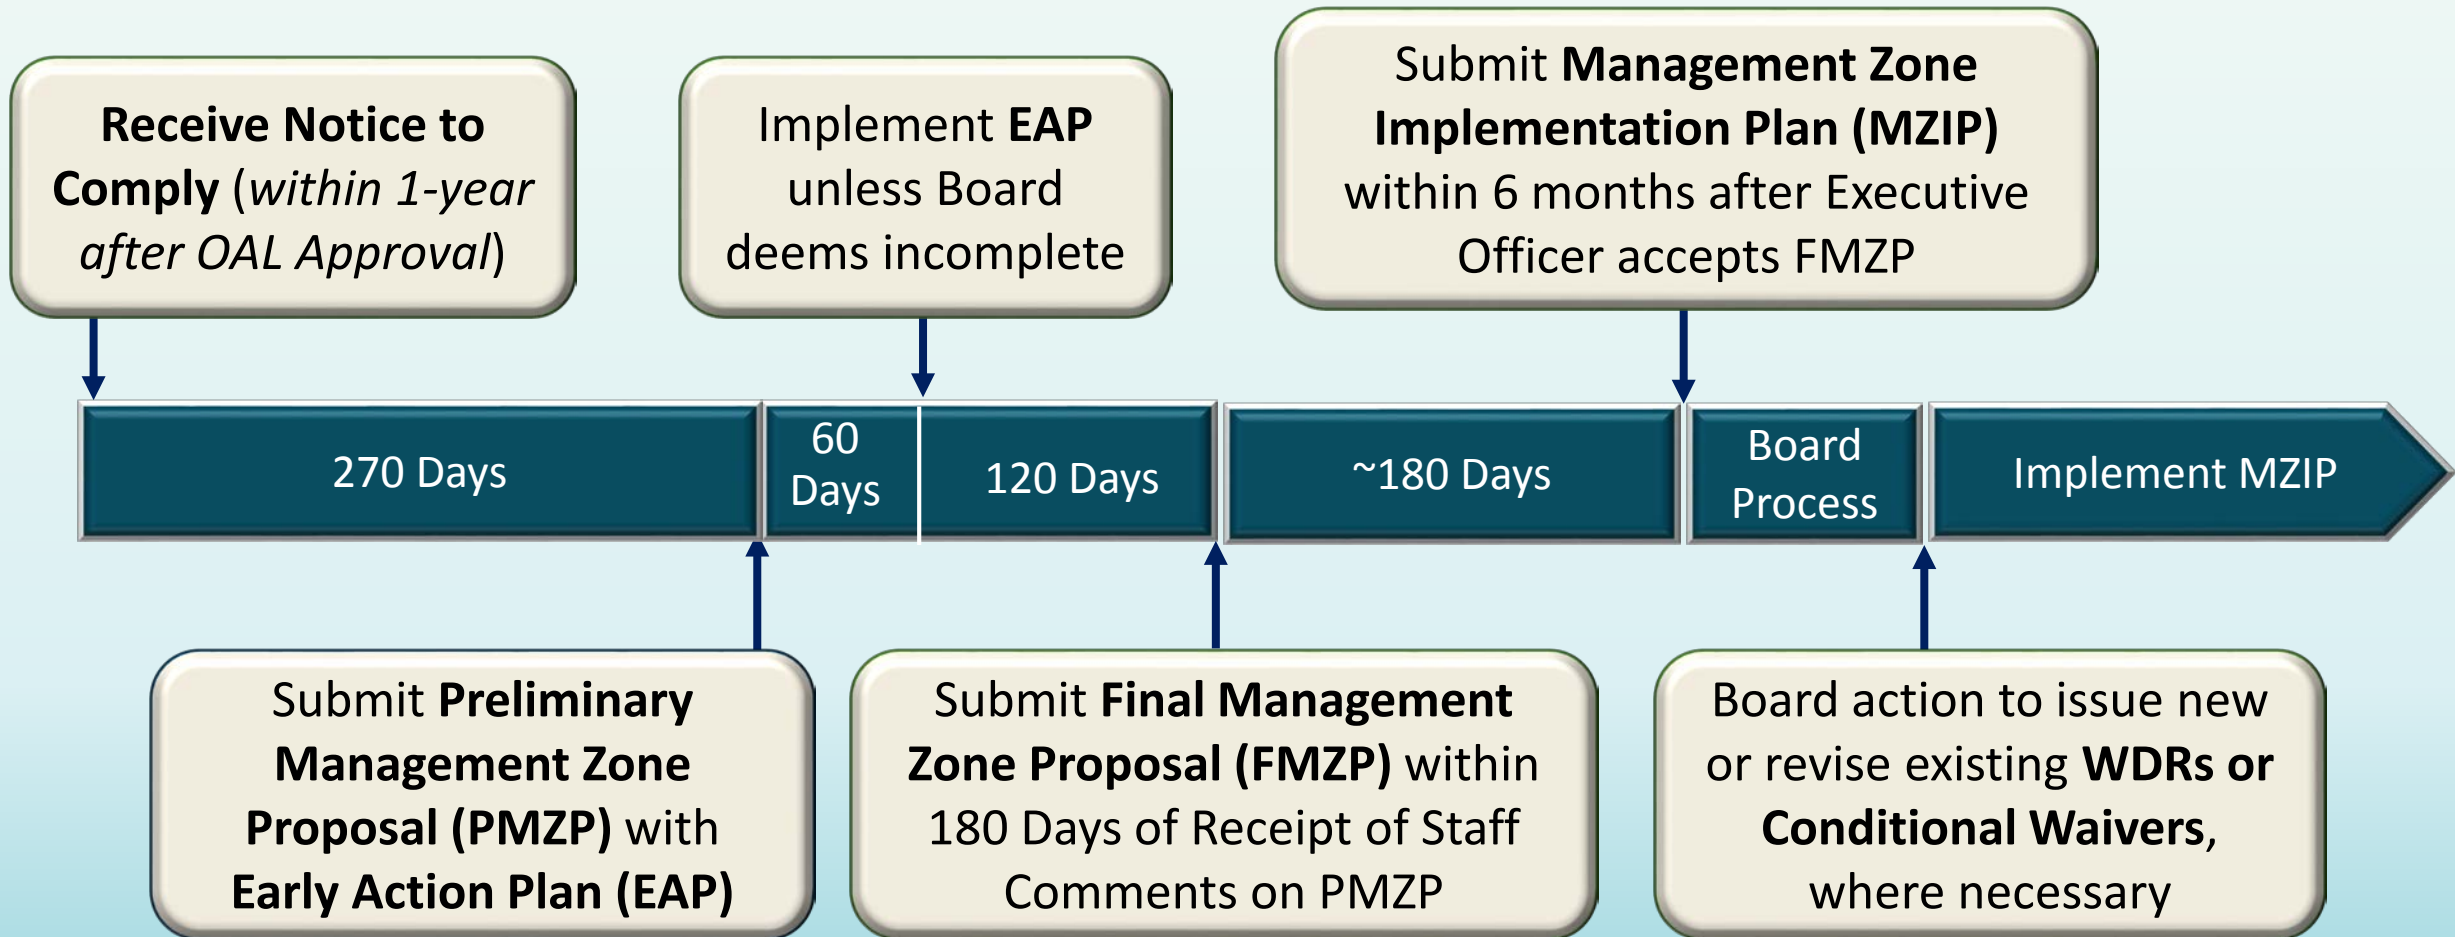 Receive Notice to
Comply (within 1-year
after OAL Approval)
Implement EAP
unless Board
deems incomplete
Submit Management Zone
Implementation Plan (MZIP)
within 6 months after Executive
Officer accepts FMZP
270 Days
60
Days
120 Days
~180 Days
Board
Process
Implement MZIP
Submit Preliminary
Management Zone
Proposal (PMZP) with
Early Action Plan (EAP)
Submit Final Management
Zone Proposal (FMZP) within
180 Days of Receipt of Staff
Comments on PMZP
Board action to issue new
or revise existing WDRs or
Conditional Waivers,
where necessary